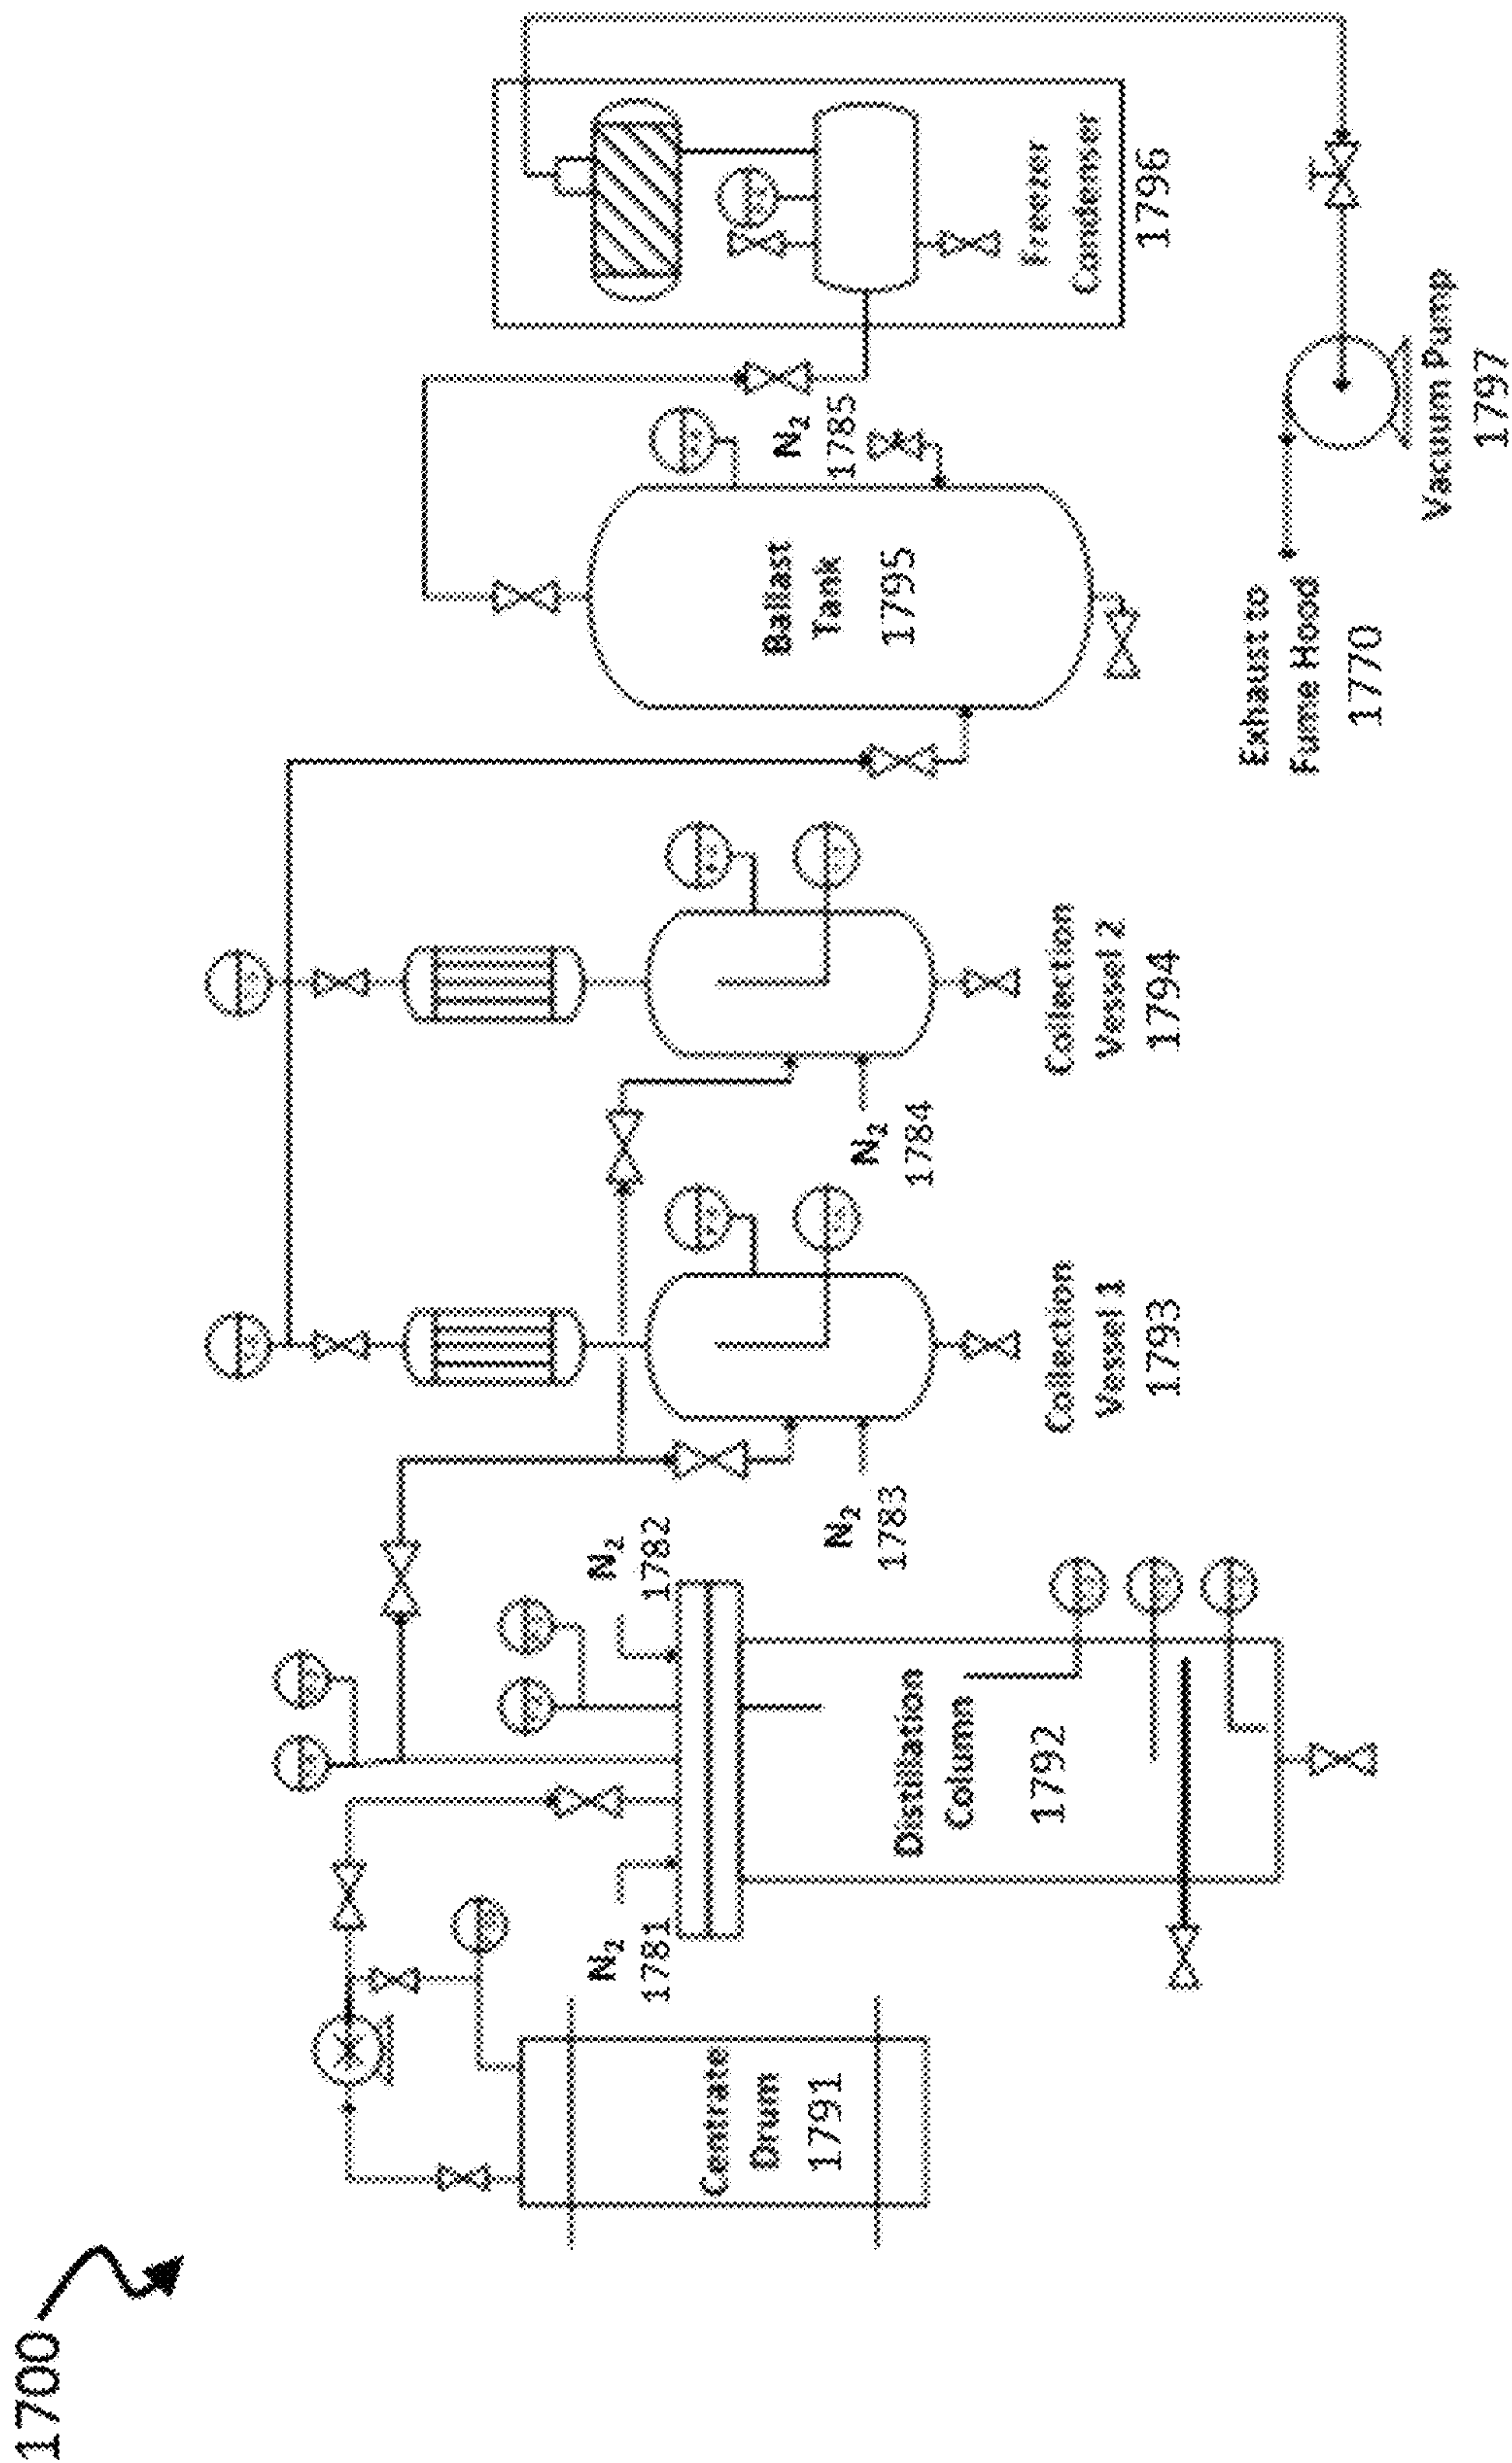 1700
Centrate
Drum
1791
N₂
1781
N₂
1782
Distillation
Column
1792
N₂
1783
Collection
Vessel 1
1793
N₂
1784
Collection
Vessel 2
1794
Ballast
Tank
1795
N₂
1785
Freezer
Condenser
1796
Exhaust to
Fume Hood
1770
Vacuum Pump
1797